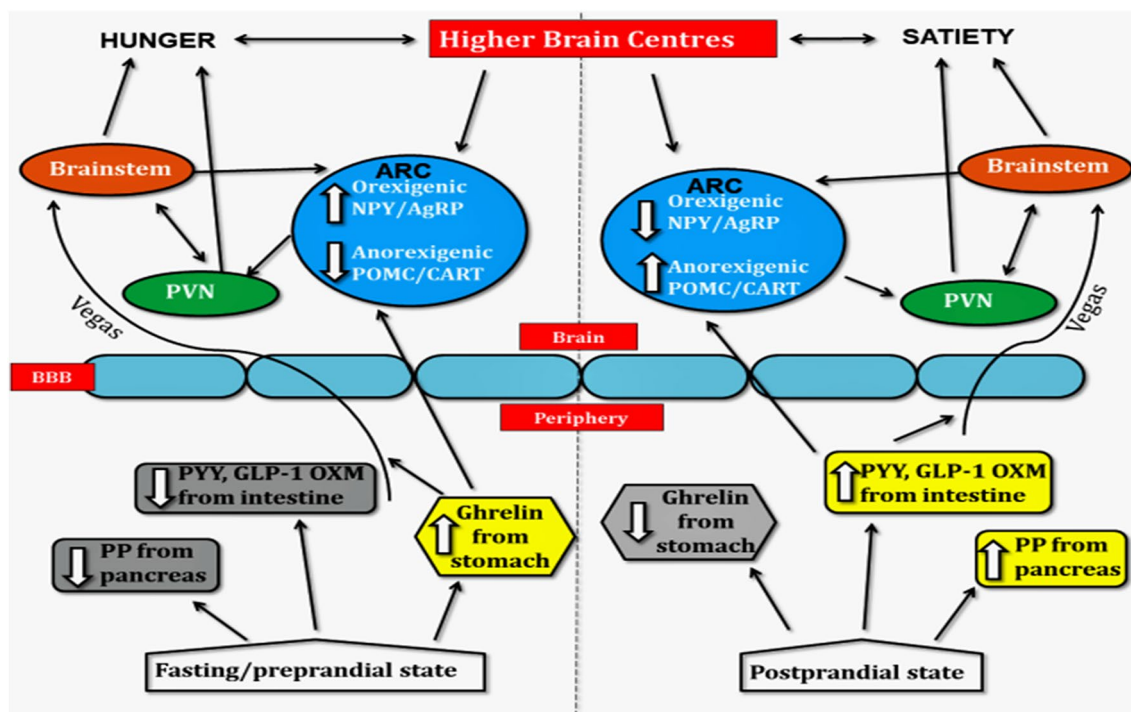 HUNGER
Higher Brain Centres
SATIETY
Brainstem
ARC
Orexigenic
NPY/AgRP
Anorexigenic
POMC/CART
PVN
Vegas
ARC
Orexigenic
NPY/AgRP
Anorexigenic
POMC/CART
Brainstem
PVN
Vegas
Brain
BBB
Periphery
PYY, GLP-1 OXM
from intestine
PP from
pancreas
Ghrelin
from
stomach
Ghrelin
from
stomach
PYY, GLP-1 OXM
from intestine
PP from
pancreas
Fasting/preprandial state
Postprandial state